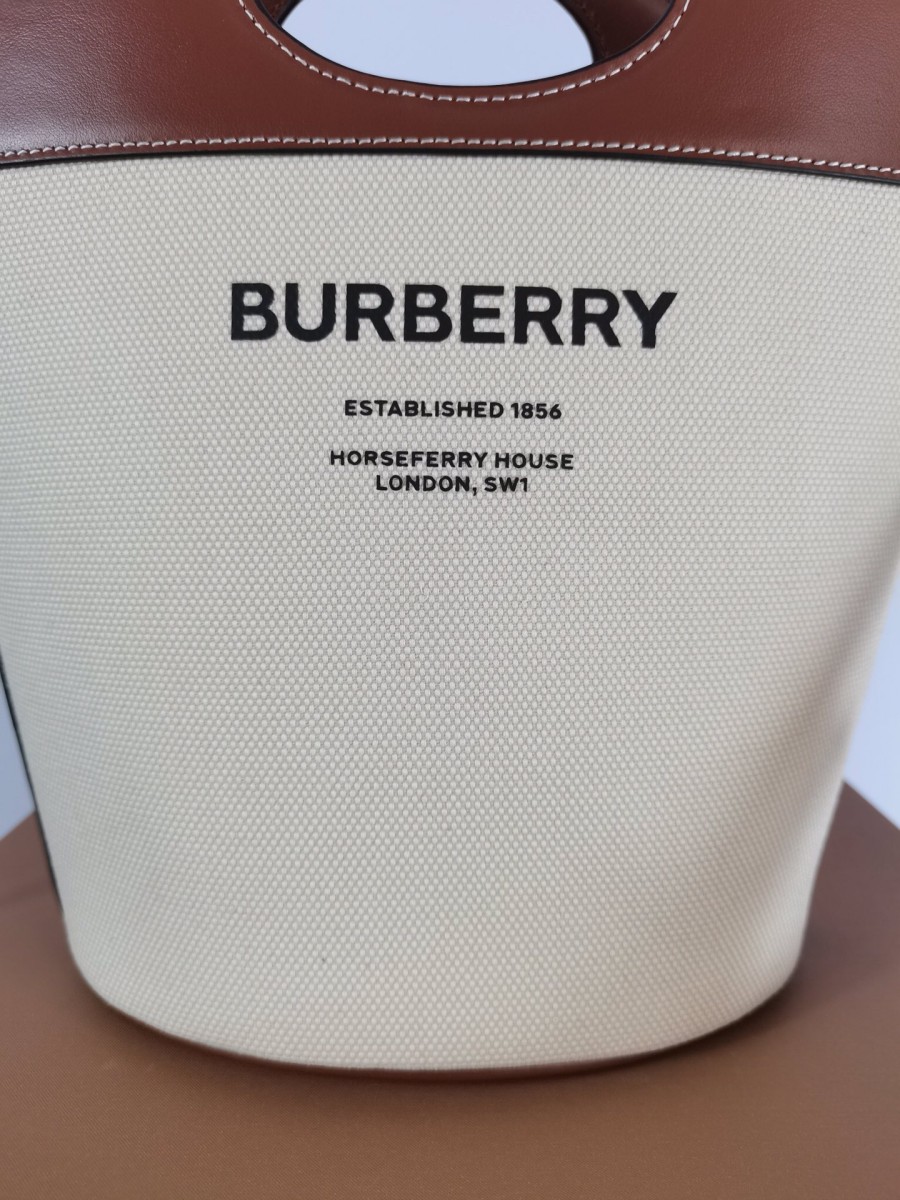 BURBERRY
ESTABLISHED 1856
HORSEFERRY HOUSE
LONDON, SW1